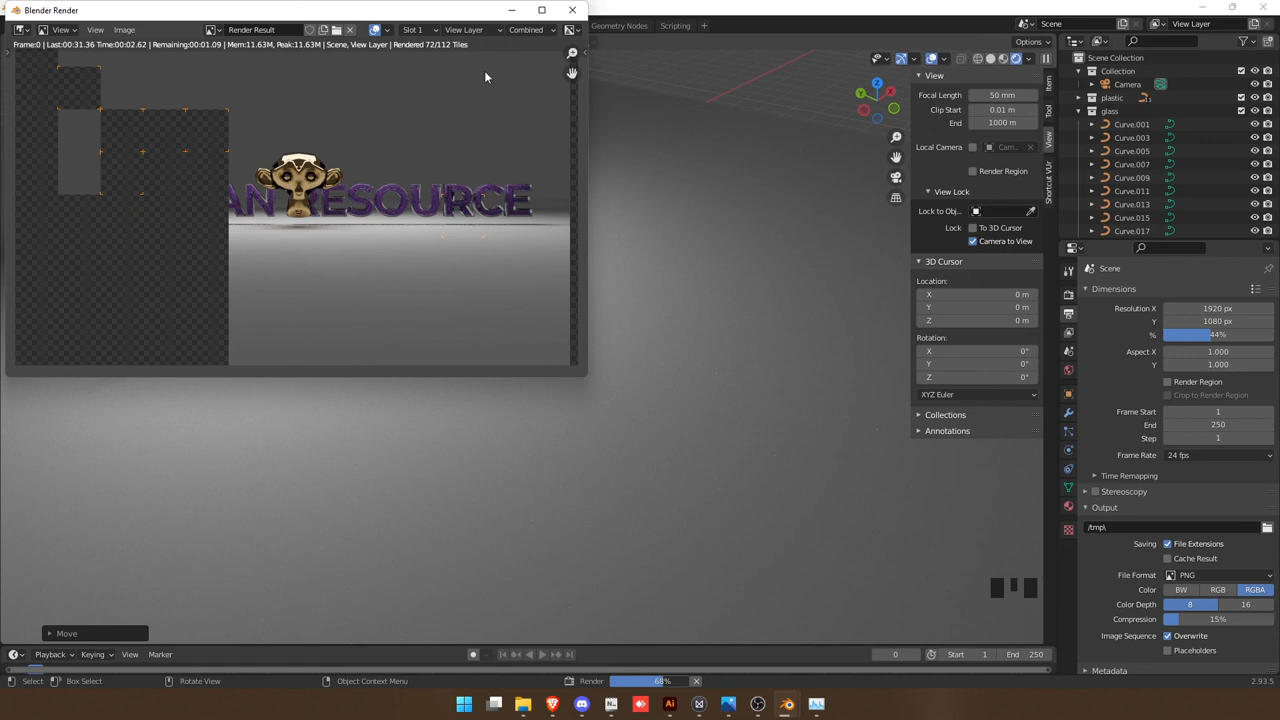 Blender Render
View View Image Render Result Slot 1 View Layer Combined
Frame:0 | Last:00:31.36 Time:00:02.62 | Remaining:00:01.09 | Mem:11.63M, Peak:11.63M | Scene, View Layer | Rendered 72/112 Tiles
AN RESOURCE
Geometry Nodes Scripting
Scene View Layer
Options
X
Y
Z
View
Focal Length 50 mm
Clip Start 0.01 m
End 1000 m
Local Camera Cam...
Render Region
View Lock
Lock to Obj...
Lock To 3D Cursor
Camera to View
3D Cursor
Location:
X 0 m
Y 0 m
Z 0 m
Rotation:
X 0°
Y 0°
Z 0°
XYZ Euler
Collections
Annotations
Item
Tool
View
Shortcut VUr
Scene Collection
Collection
Camera
plastic
glass
Curve.001
Curve.003
Curve.005
Curve.007
Curve.009
Curve.011
Curve.013
Curve.015
Curve.017
Scene
Dimensions
Resolution X 1920 px
Y 1080 px
% 44%
Aspect X 1.000
Y 1.000
Render Region
Crop to Render Region
Frame Start 1
End 250
Step 1
Frame Rate 24 fps
Time Remapping
Stereoscopy
Output
/tmp\
Saving File Extensions
Cache Result
File Format PNG
Color BW RGB RGBA
Color Depth 8 16
Compression 15%
Image Sequence Overwrite
Placeholders
Metadata
Move
Playback Keying View Marker 0 Start 1 End 250
Select Box Select Rotate View Object Context Menu Render 68% 2.93.5